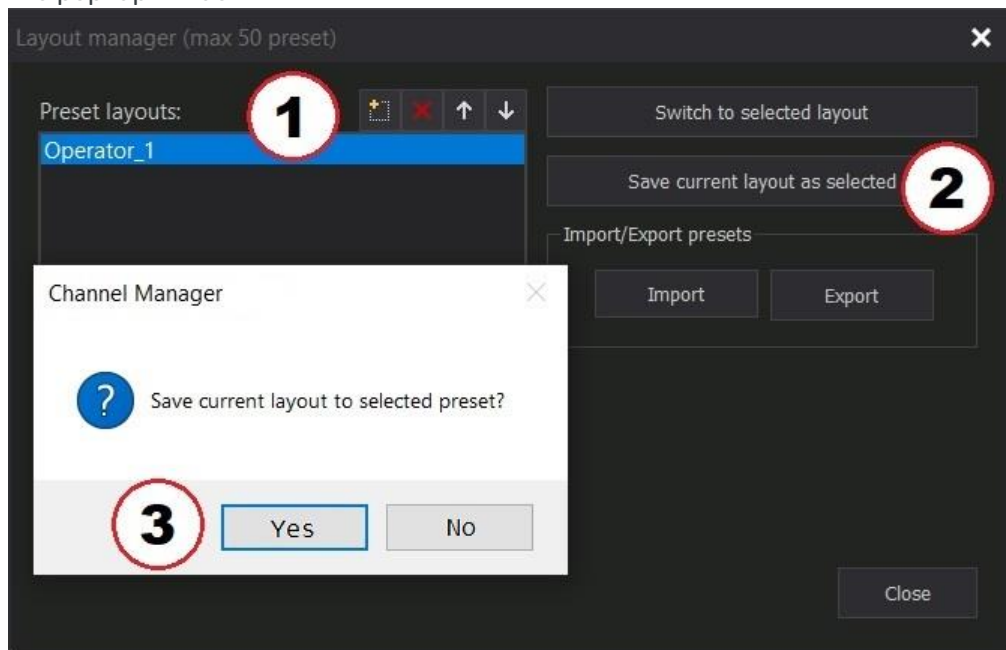 Layout manager (max 50 preset)
Preset layouts:
1
Operator_1
Switch to selected layout
Save current layout as selected
2
Import/Export presets
Import
Export
Channel Manager
Save current layout to selected preset?
3
Yes
No
Close